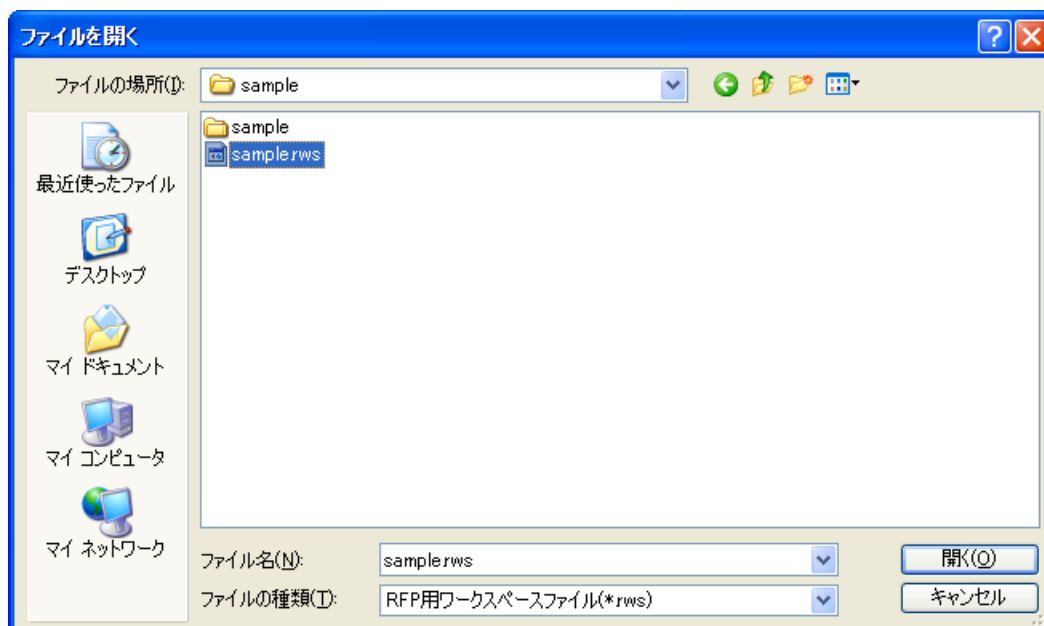 ファイルを開く
ファイルの場所(I):
sample
sample
sample.rws
最近使ったファイル
デスクトップ
マイ ドキュメント
マイ コンピュータ
マイ ネットワーク
ファイル名(N):
sample.rws
開く(O)
ファイルの種類(T):
RFP用ワークスペースファイル(*.rws)
キャンセル